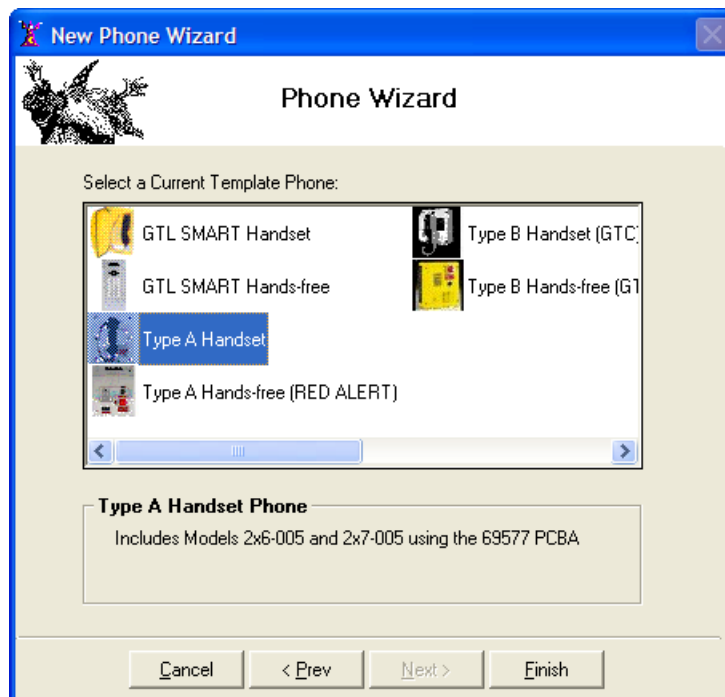 New Phone Wizard
Phone Wizard
Select a Current Template Phone:
GTL SMART Handset
Type B Handset (GTC)
GTL SMART Hands-free
Type B Hands-free (GT
Type A Handset
Type A Hands-free (RED ALERT)
Type A Handset Phone
Includes Models 2x6-005 and 2x7-005 using the 69577 PCBA
Cancel
< Prev
Next >
Finish